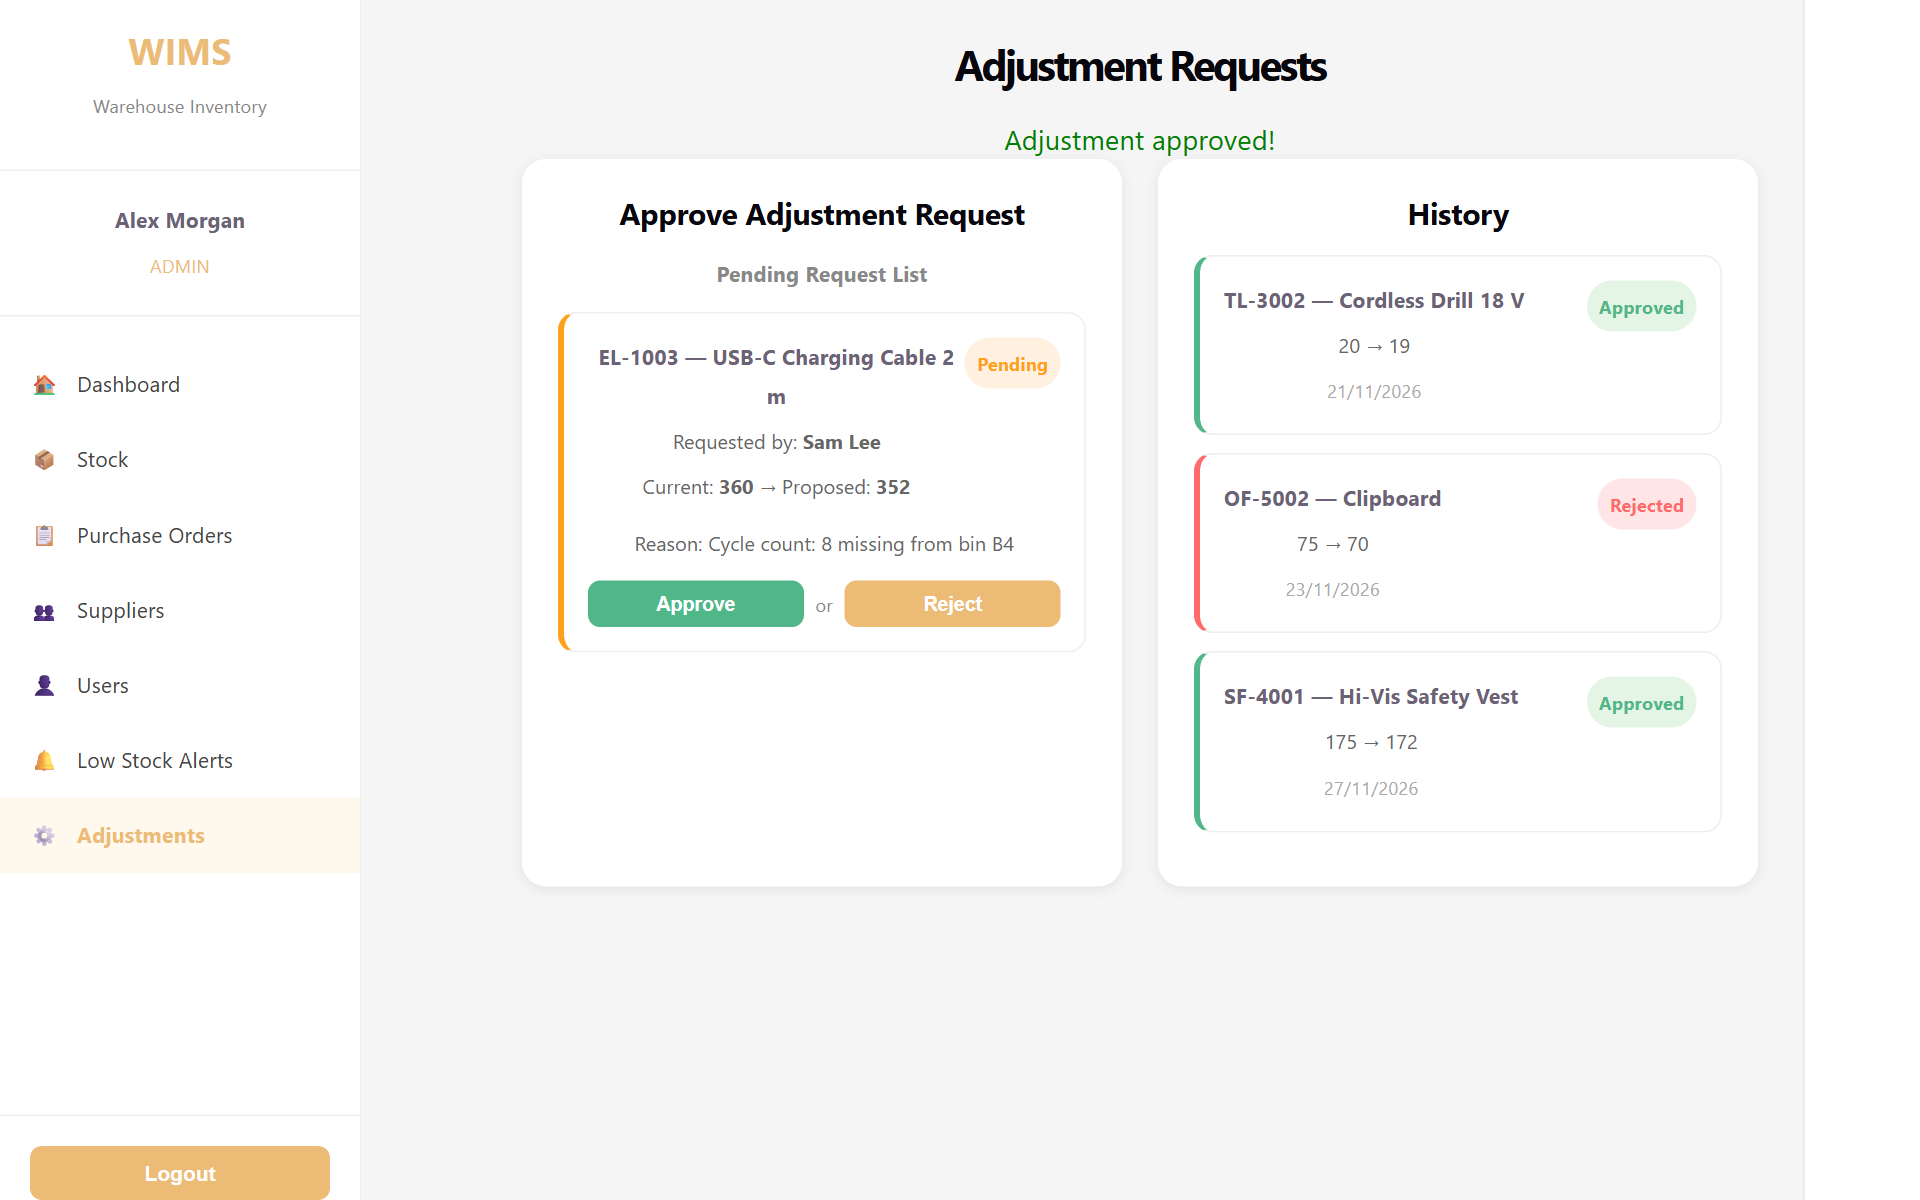 WIMS
Warehouse Inventory
Alex Morgan
ADMIN
Dashboard
Stock
Purchase Orders
Suppliers
Users
Low Stock Alerts
Adjustments
Logout
Adjustment Requests
Adjustment approved!
Approve Adjustment Request
Pending Request List
EL-1003 — USB-C Charging Cable 2
m
Pending
Requested by: Sam Lee
Current: 360 → Proposed: 352
Reason: Cycle count: 8 missing from bin B4
Approve or Reject
History
TL-3002 — Cordless Drill 18 V
Approved
20 → 19
21/11/2026
OF-5002 — Clipboard
Rejected
75 → 70
23/11/2026
SF-4001 — Hi-Vis Safety Vest
Approved
175 → 172
27/11/2026